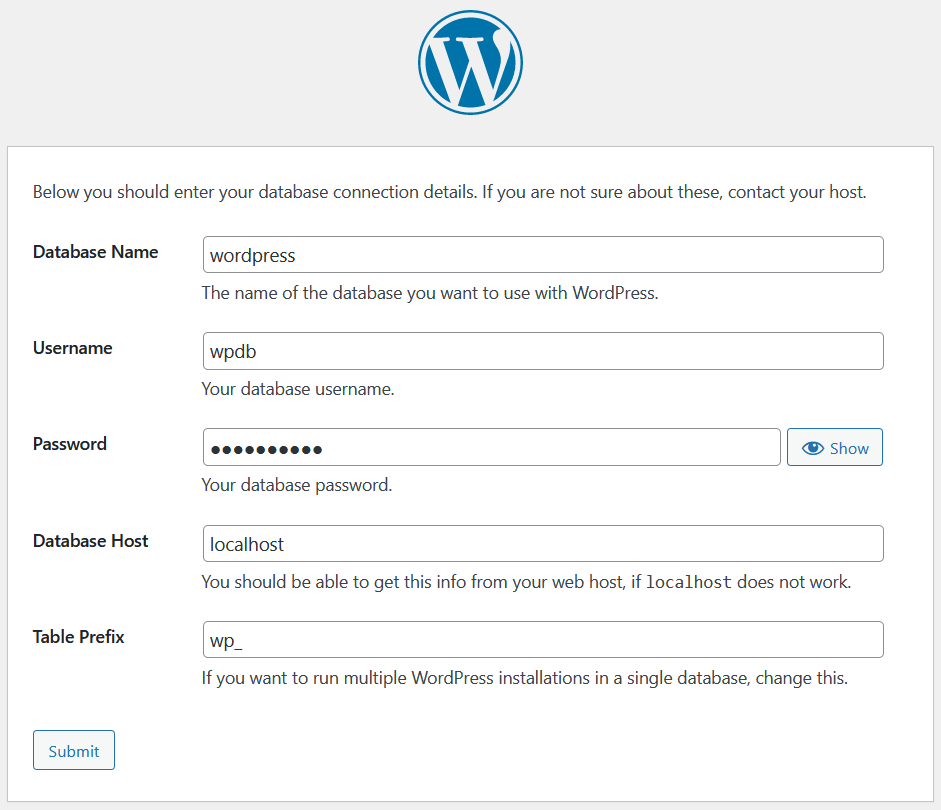 Below you should enter your database connection details. If you are not sure about these, contact your host.
Database Name
wordpress
The name of the database you want to use with WordPress.
Username
wpdb
Your database username.
Password
●●●●●●●●●●
Show
Your database password.
Database Host
localhost
You should be able to get this info from your web host, if localhost does not work.
Table Prefix
wp_
If you want to run multiple WordPress installations in a single database, change this.
Submit